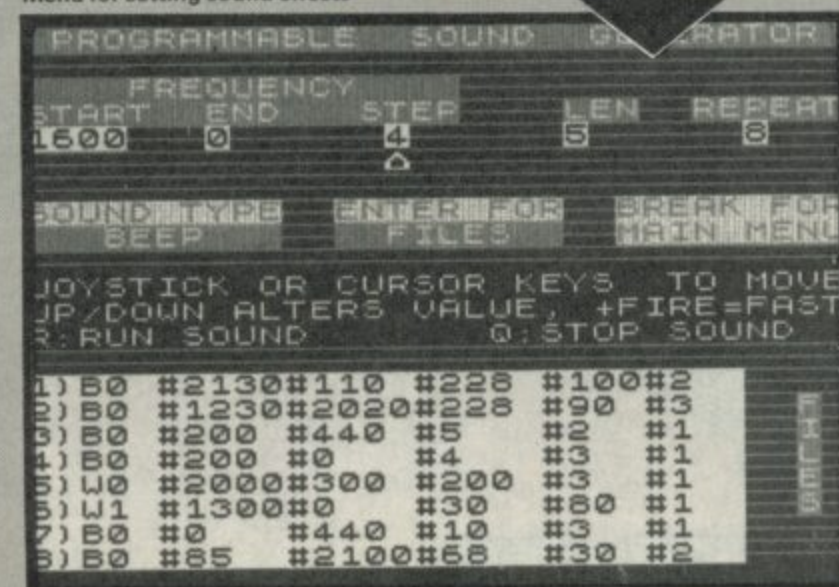 PROGRAMMABLE SOUND GENERATOR
FREQUENCY
START END STEP LEN REPEAT
1600 0 4 5 8
SOUND TYPE ENTER FOR BREAK FOR
BEEP FILES MAIN MENU
JOYSTICK OR CURSOR KEYS TO MOVE
UP/DOWN ALTERS VALUE, +FIRE=FAST
R:RUN SOUND Q:STOP SOUND
1) B0 #2130#110 #228 #100#2
2) B0 #1230#2020#228 #90 #3
3) B0 #200 #440 #5 #2 #1
4) B0 #200 #0 #4 #3 #1
5) W0 #2000#300 #200 #3 #1
6) W1 #1300#0 #30 #60 #1
7) B0 #0 #440 #10 #3 #1
8) B0 #85 #2100#68 #30 #2
FILES